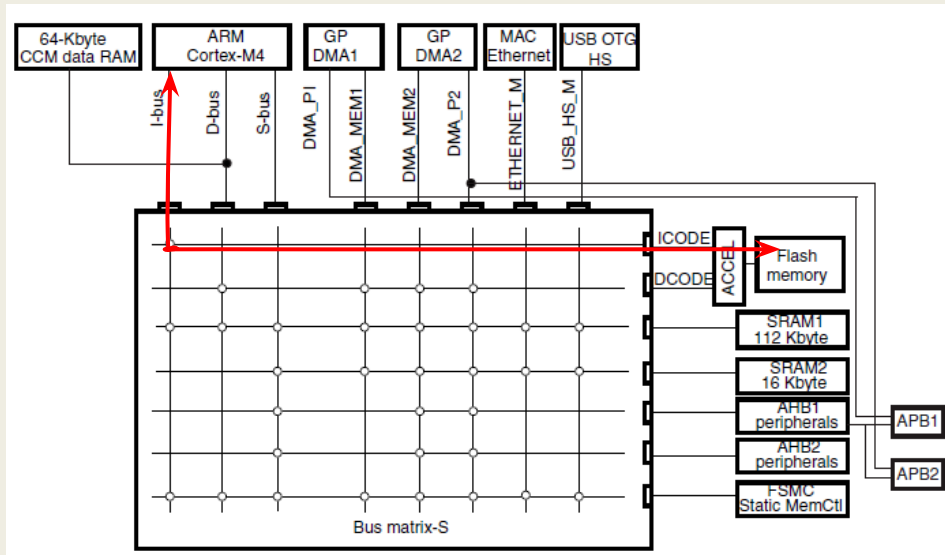 64-Kbyte
CCM data RAM
ARM
Cortex-M4
GP
DMA1
GP
DMA2
MAC
Ethernet
USB OTG
HS
I-bus
D-bus
S-bus
DMA_PI
DMA_MEM1
DMA_MEM2
DMA_P2
ETHERNET_M
USB_HS_M
ICODE
DCODE
ACCEL
Flash
memory
SRAM1
112 Kbyte
SRAM2
16 Kbyte
AHB1
peripherals
APB1
AHB2
peripherals
APB2
FSMC
Static MemCtl
Bus matrix-S